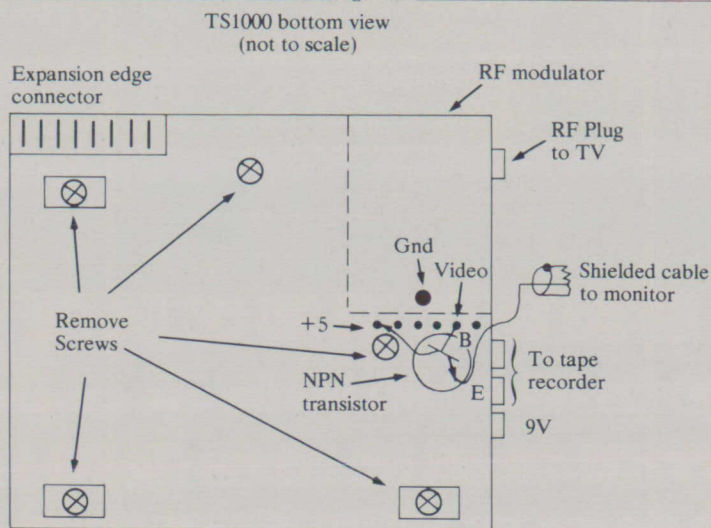 TS1000 bottom view
(not to scale)
Expansion edge
connector
RF modulator
RF Plug
to TV
Gnd
Video
Shielded cable
to monitor
+5
B
Remove
Screws
NPN
transistor
E
To tape
recorder
9V